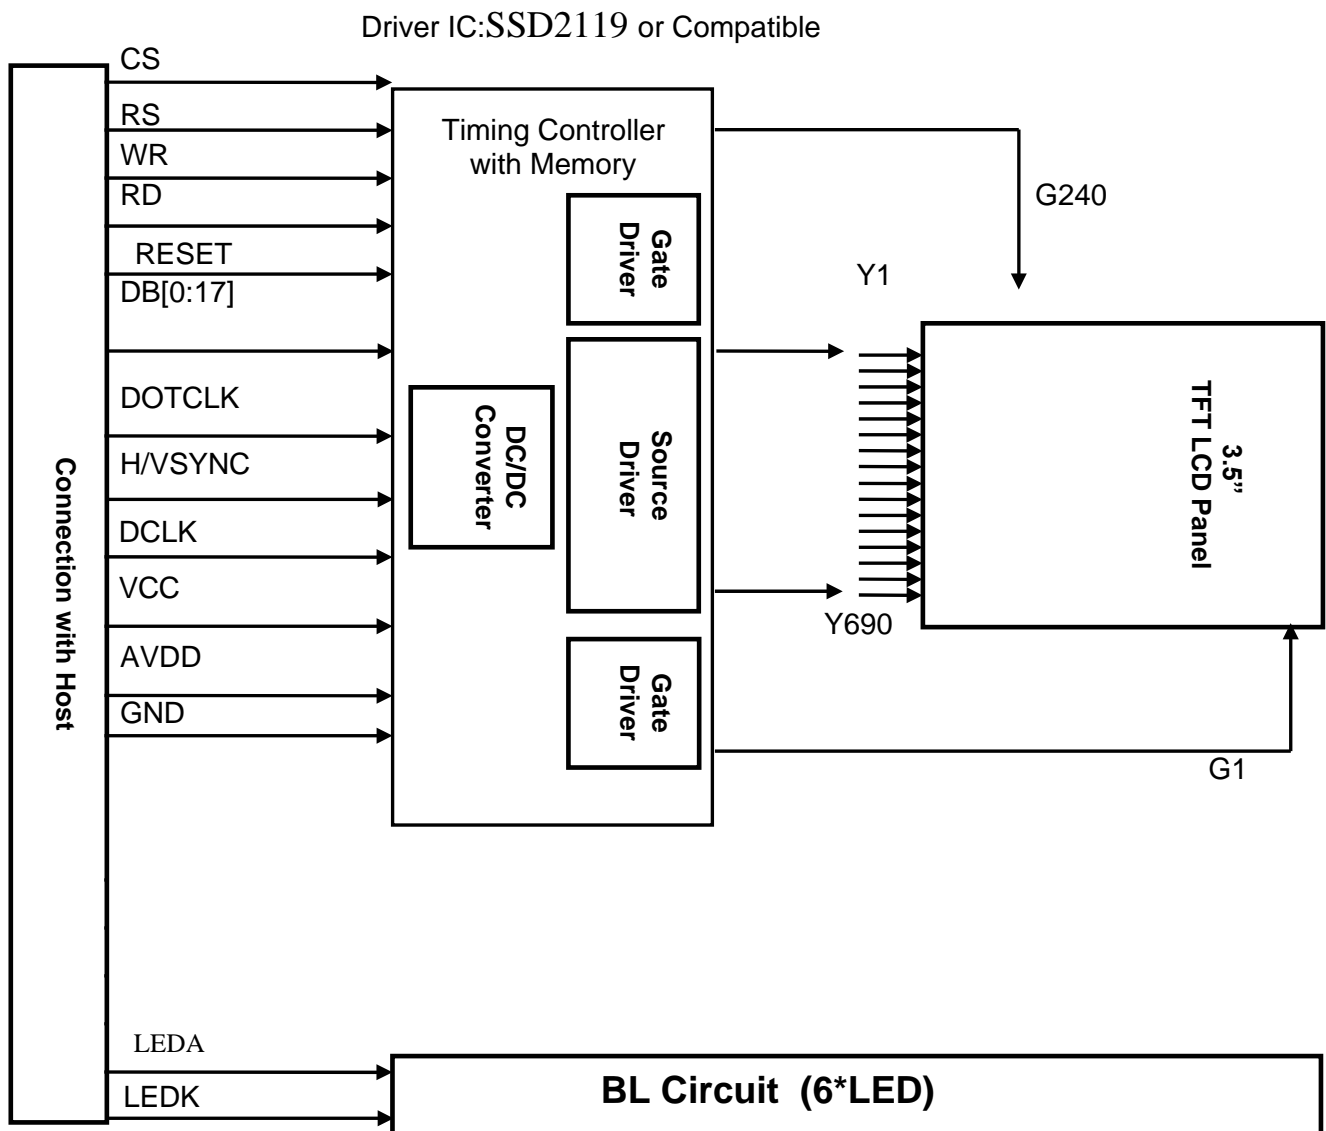 Driver IC:SSD2119 or Compatible
CS
RS
WR
RD
RESET
DB[0:17]
DOTCLK
H/VSYNC
DCLK
VCC
AVDD
GND
Connection with Host
Timing Controller
with Memory
Gate
Driver
DC/DC
Converter
Source
Driver
Gate
Driver
G240
Y1
Y690
3.5”
TFT LCD Panel
G1
LEDA
LEDK
BL Circuit (6*LED)